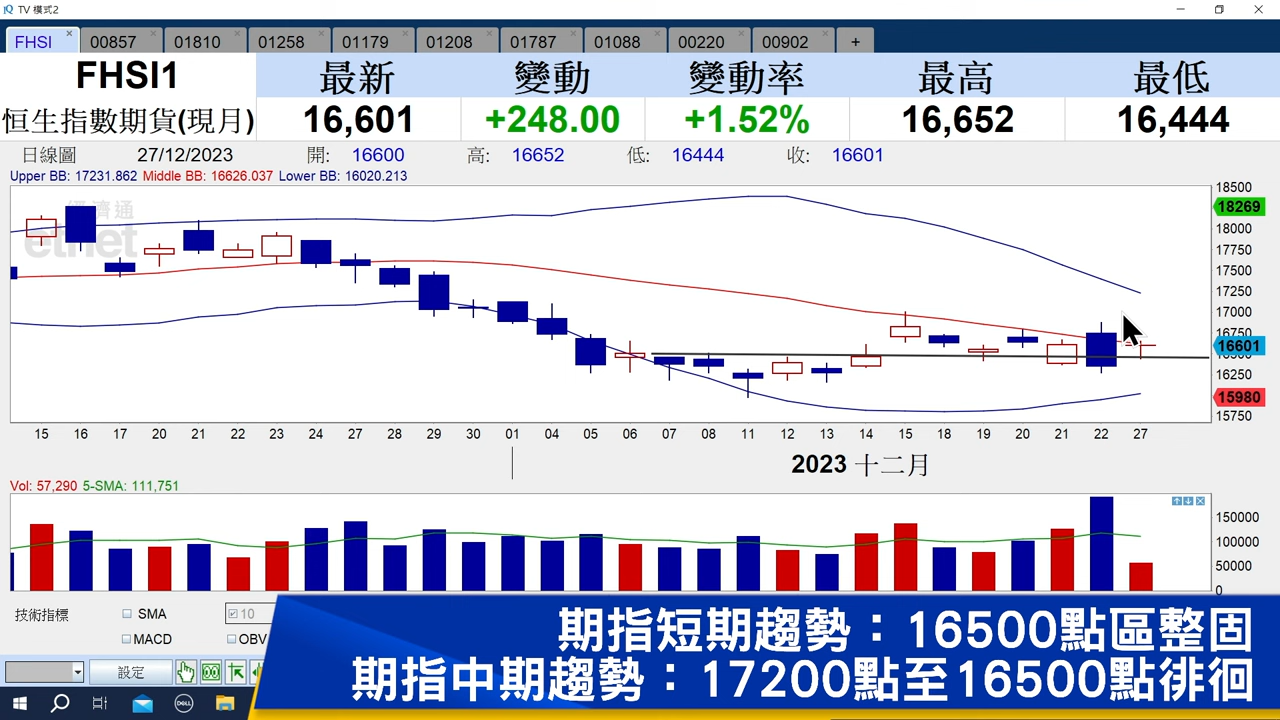 TV 模式2
FHSI 00857 01810 01258 01179 01208 01787 01088 00220 00902 +
FHSI1 最新 變動 變動率 最高 最低
恒生指數期貨(現月) 16,601 +248.00 +1.52% 16,652 16,444
日線圖 27/12/2023 開: 16600 高: 16652 低: 16444 收: 16601
Upper BB: 17231.862 Middle BB: 16626.037 Lower BB: 16020.213
經濟通
etnet
18500
18269
18000
17750
17500
17250
17000
16750
16601
16500
16250
15980
15750
15 16 17 20 21 22 23 24 27 28 29 30 01 04 05 06 07 08 11 12 13 14 15 18 19 20 21 22 27
2023 十二月
Vol: 57,290 5-SMA: 111,751
150000
100000
50000
0
技術指標 SMA 10
MACD OBV
期指短期趨勢：16500點區整固
期指中期趨勢：17200點至16500點徘徊
設定
DELL